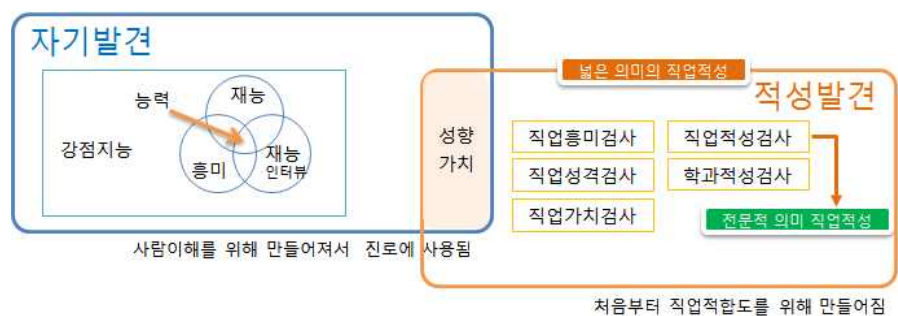 자기발견
능력
재능
강점지능
흥미
재능
인터뷰
사람이해를 위해 만들어져서 진로에 사용됨
성향
가치
넓은 의미의 직업적성
적성발견
직업흥미검사
직업적성검사
직업성격검사
학과적성검사
직업가치검사
전문적 의미 직업적성
처음부터 직업적합도를 위해 만들어짐